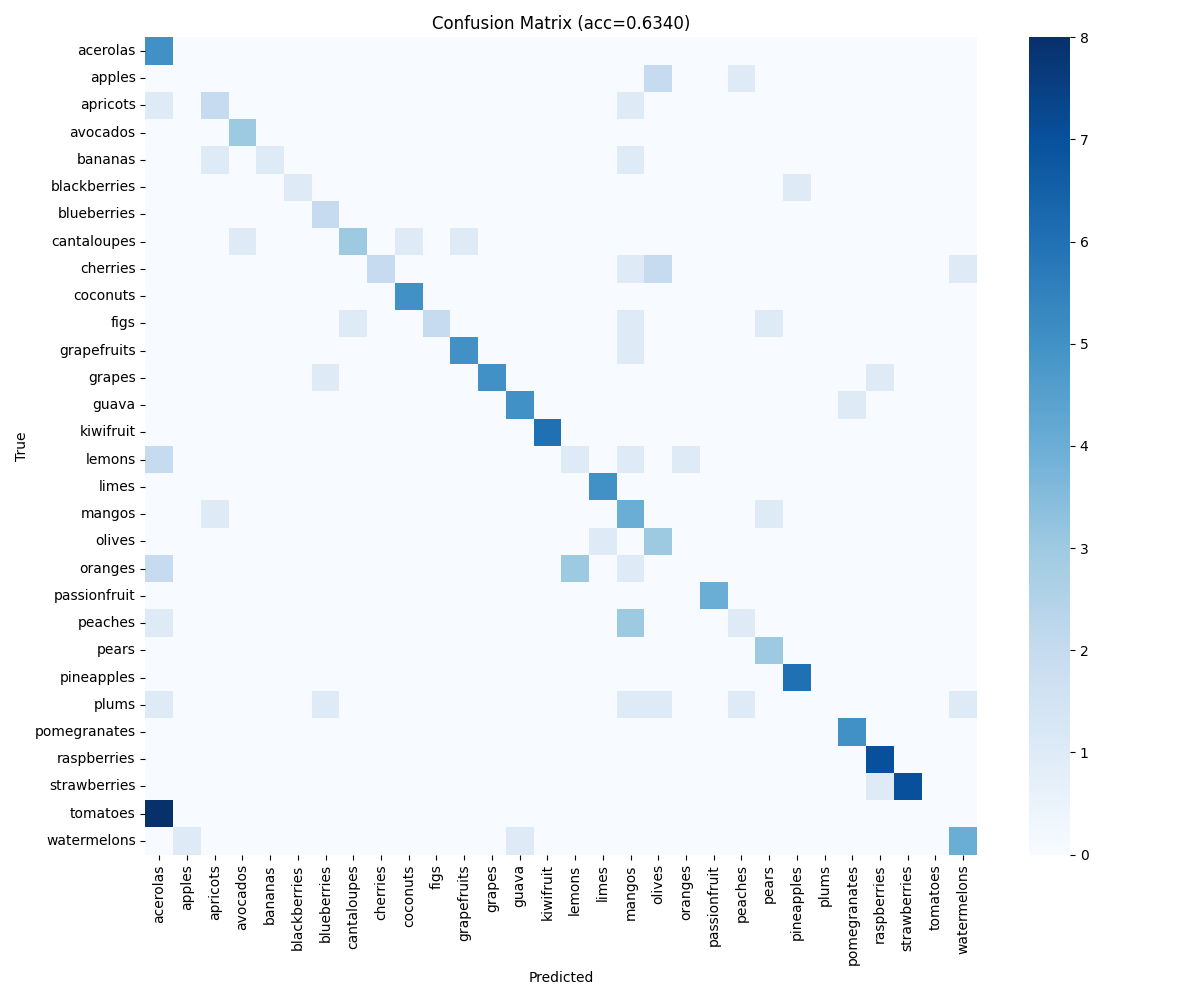 Confusion Matrix (acc=0.6340)
True
acerolas
apples
apricots
avocados
bananas
blackberries
blueberries
cantaloupes
cherries
coconuts
figs
grapefruits
grapes
guava
kiwifruit
lemons
limes
mangos
olives
oranges
passionfruit
peaches
pears
pineapples
plums
pomegranates
raspberries
strawberries
tomatoes
watermelons
acerolas
apples
apricots
avocados
bananas
blackberries
blueberries
cantaloupes
cherries
coconuts
figs
grapefruits
grapes
guava
kiwifruit
lemons
limes
mangos
olives
oranges
passionfruit
peaches
pears
pineapples
plums
pomegranates
raspberries
strawberries
tomatoes
watermelons
Predicted
8
7
6
5
4
3
2
1
0